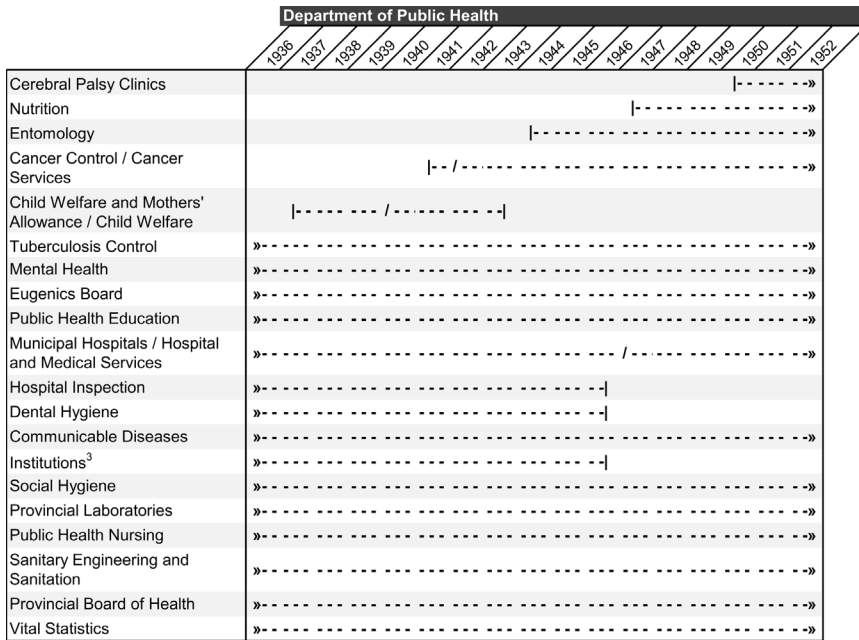 Department of Public Health
1936 1937 1938 1939 1940 1941 1942 1943 1944 1945 1946 1947 1948 1949 1950 1951 1952
Cerebral Palsy Clinics
Nutrition
Entomology
Cancer Control / Cancer
Services
Child Welfare and Mothers'
Allowance / Child Welfare
Tuberculosis Control
Mental Health
Eugenics Board
Public Health Education
Municipal Hospitals / Hospital
and Medical Services
Hospital Inspection
Dental Hygiene
Communicable Diseases
Institutions³
Social Hygiene
Provincial Laboratories
Public Health Nursing
Sanitary Engineering and
Sanitation
Provincial Board of Health
Vital Statistics